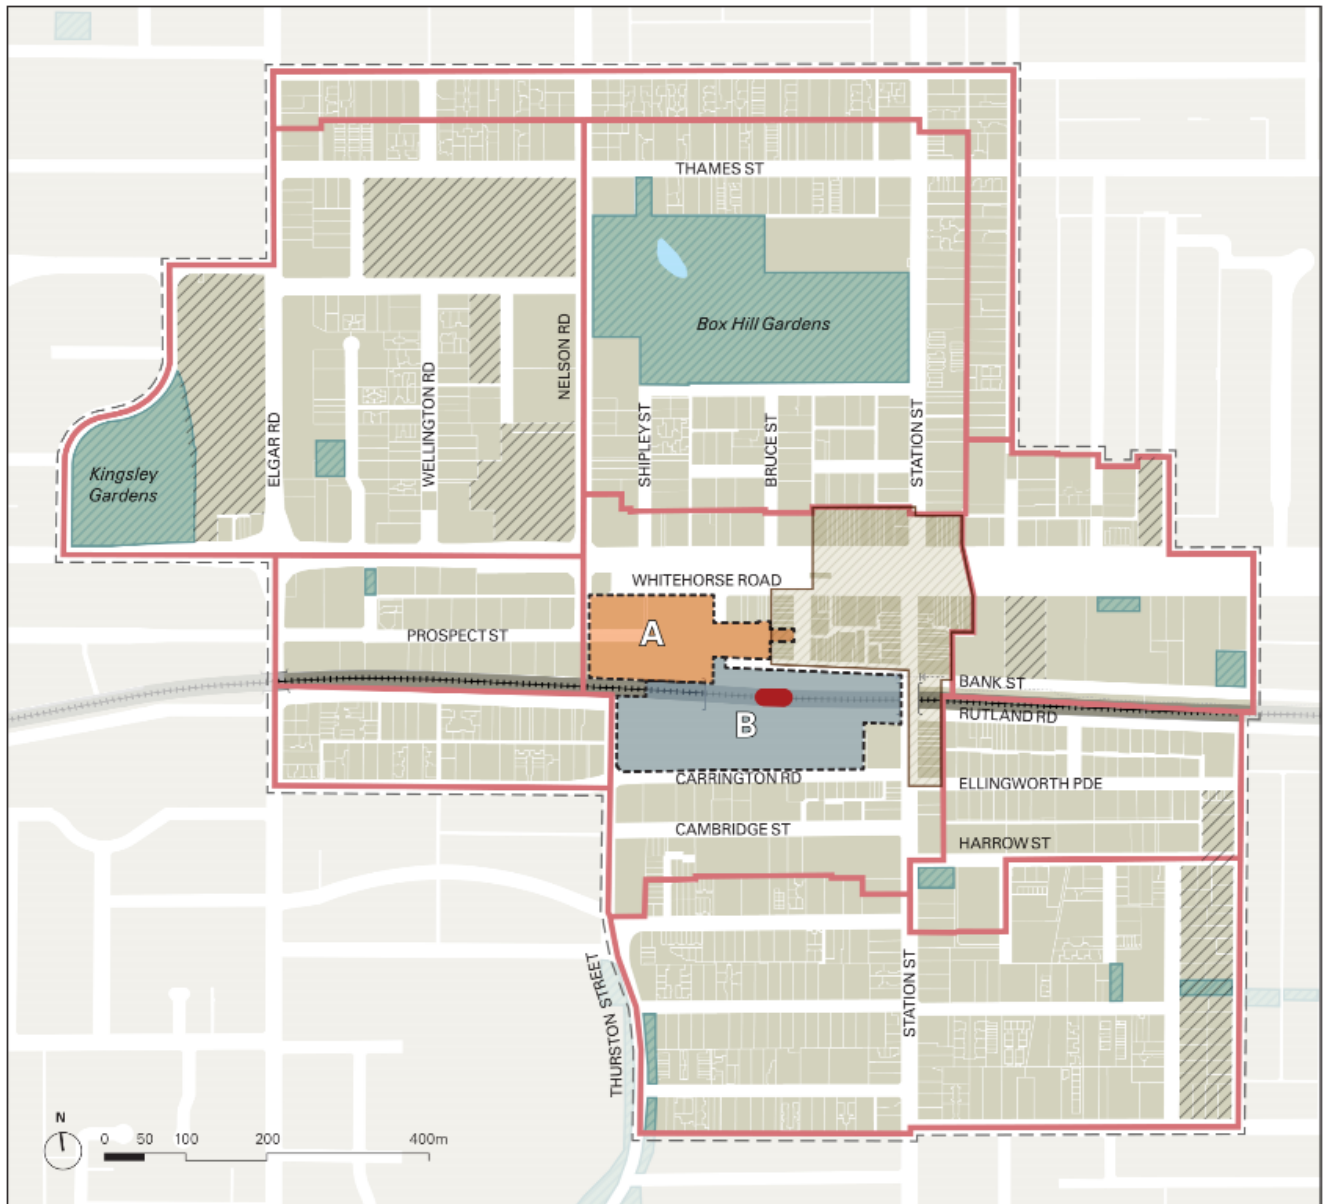 THAMES ST
Box Hill Gardens
NELSON RD
WELLINGTON RD
ELGAR RD
SHIPLEY ST
BRUCE ST
STATION ST
Kingsley
Gardens
WHITEHORSE ROAD
A
PROSPECT ST
BANK ST
RUTLAND RD
B
CARRINGTON RD
ELLINGWORTH PDE
CAMBRIDGE ST
HARROW ST
STATION ST
THURSTON STREET
N
0 50 100 200 400m